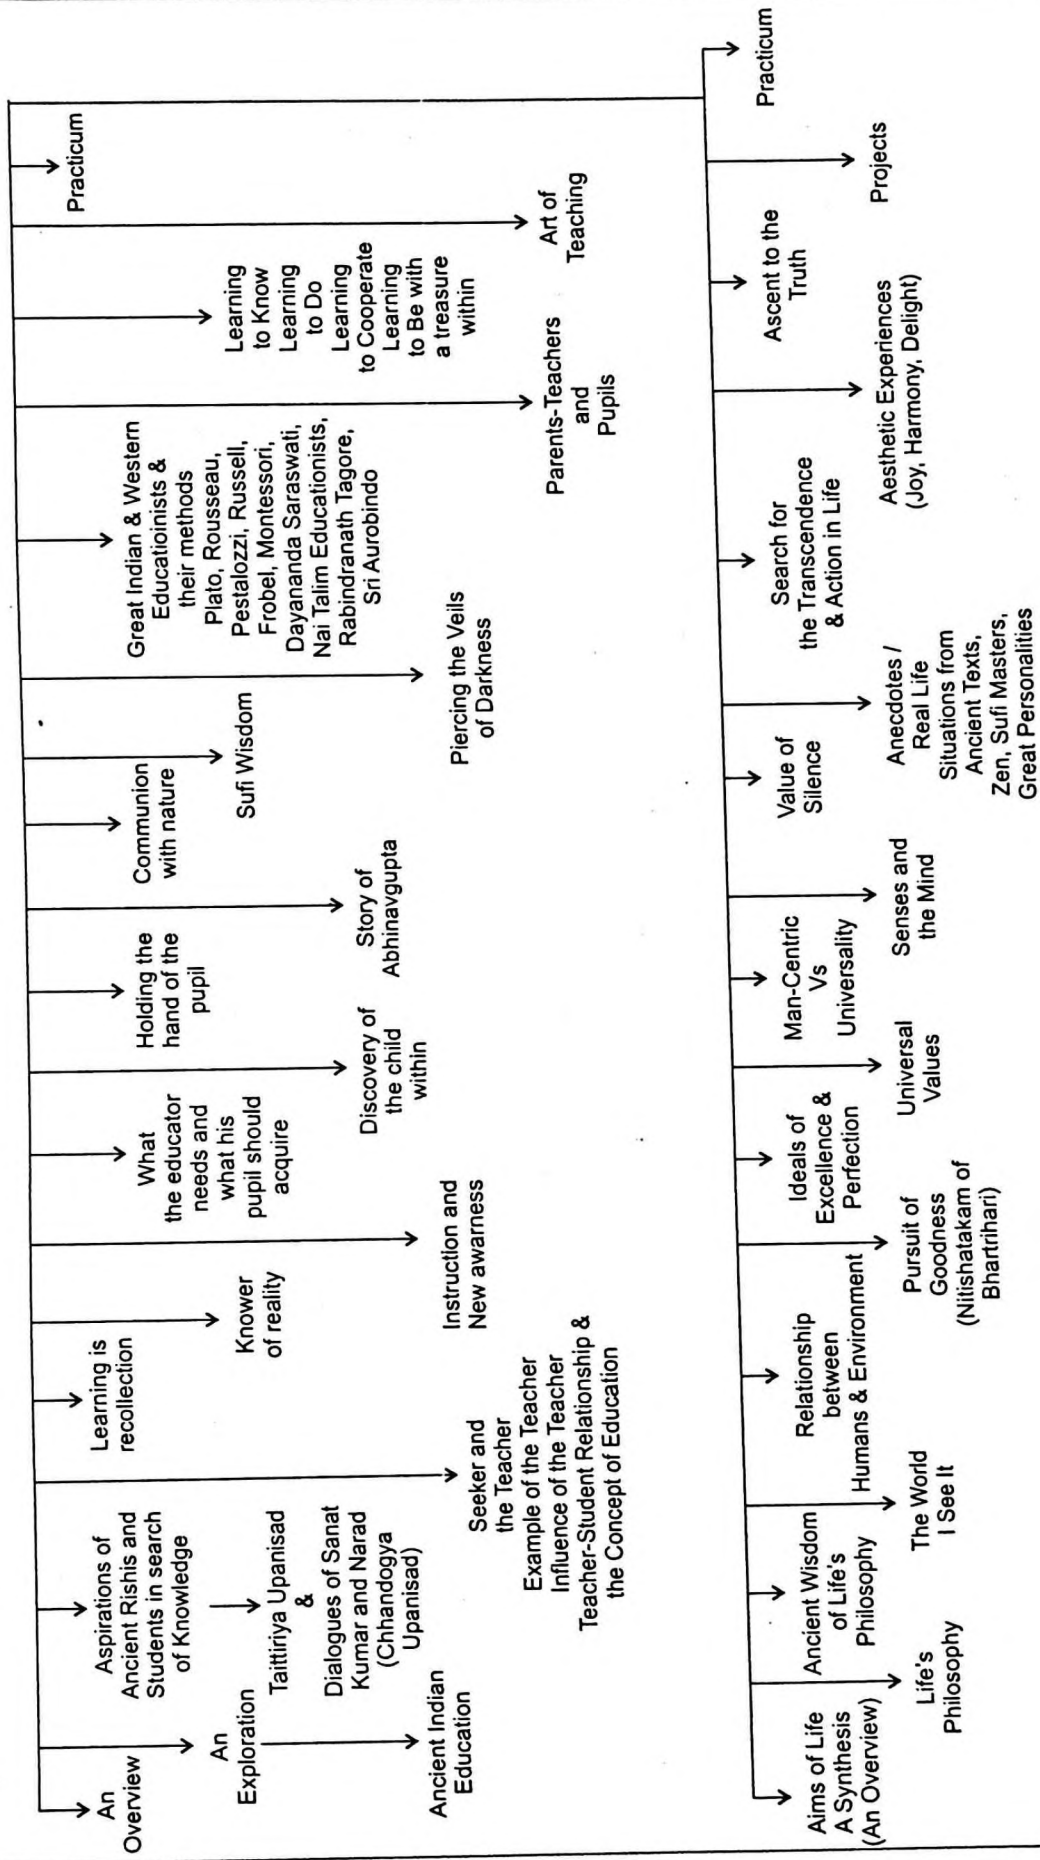 An
Overview
An
Exploration
Ancient Indian
Education
Aspirations of
Ancient Rishis and
Students in search
of Knowledge
Taittiriya Upanisad
&
Dialogues of Sanat
Kumar and Narad
(Chhandogya
Upanisad)
Seeker and
the Teacher
Example of the Teacher
Influence of the Teacher
Teacher-Student Relationship &
the Concept of Education
Learning is
recollection
Knower
of reality
Instruction and
New awarness
What
the educator
needs and
what his
pupil should
acquire
Discovery of
the child
within
Holding the
hand of the
pupil
Story of
Abhinavgupta
Communion
with nature
Sufi Wisdom
Piercing the Veils
of Darkness
Great Indian & Western
Educatioinists &
their methods
Plato, Rousseau,
Pestalozzi, Russell,
Frobel, Montessori,
Dayananda Saraswati,
Nai Talim Educationists,
Rabindranath Tagore,
Sri Aurobindo
Parents-Teachers
and
Pupils
Learning
to Know
Learning
to Do
Learning
to Cooperate
Learning
to Be with
a treasure
within
Art of
Teaching
Practicum
Aims of Life
A Synthesis
(An Overview)
Life's
Philosophy
Ancient Wisdom
of Life's
Philosophy
The World
I See It
Relationship
between
Humans & Environment
Pursuit of
Goodness
(Nitishatakam of
Bhartrihari)
Ideals of
Excellence &
Perfection
Universal
Values
Man-Centric
Vs
Universality
Senses and
the Mind
Value of
Silence
Anecdotes /
Real Life
Situations from
Ancient Texts,
Zen, Sufi Masters,
Great Personalities
Search for
the Transcendence
& Action in Life
Aesthetic Experiences
(Joy, Harmony, Delight)
Ascent to the
Truth
Projects
Practicum